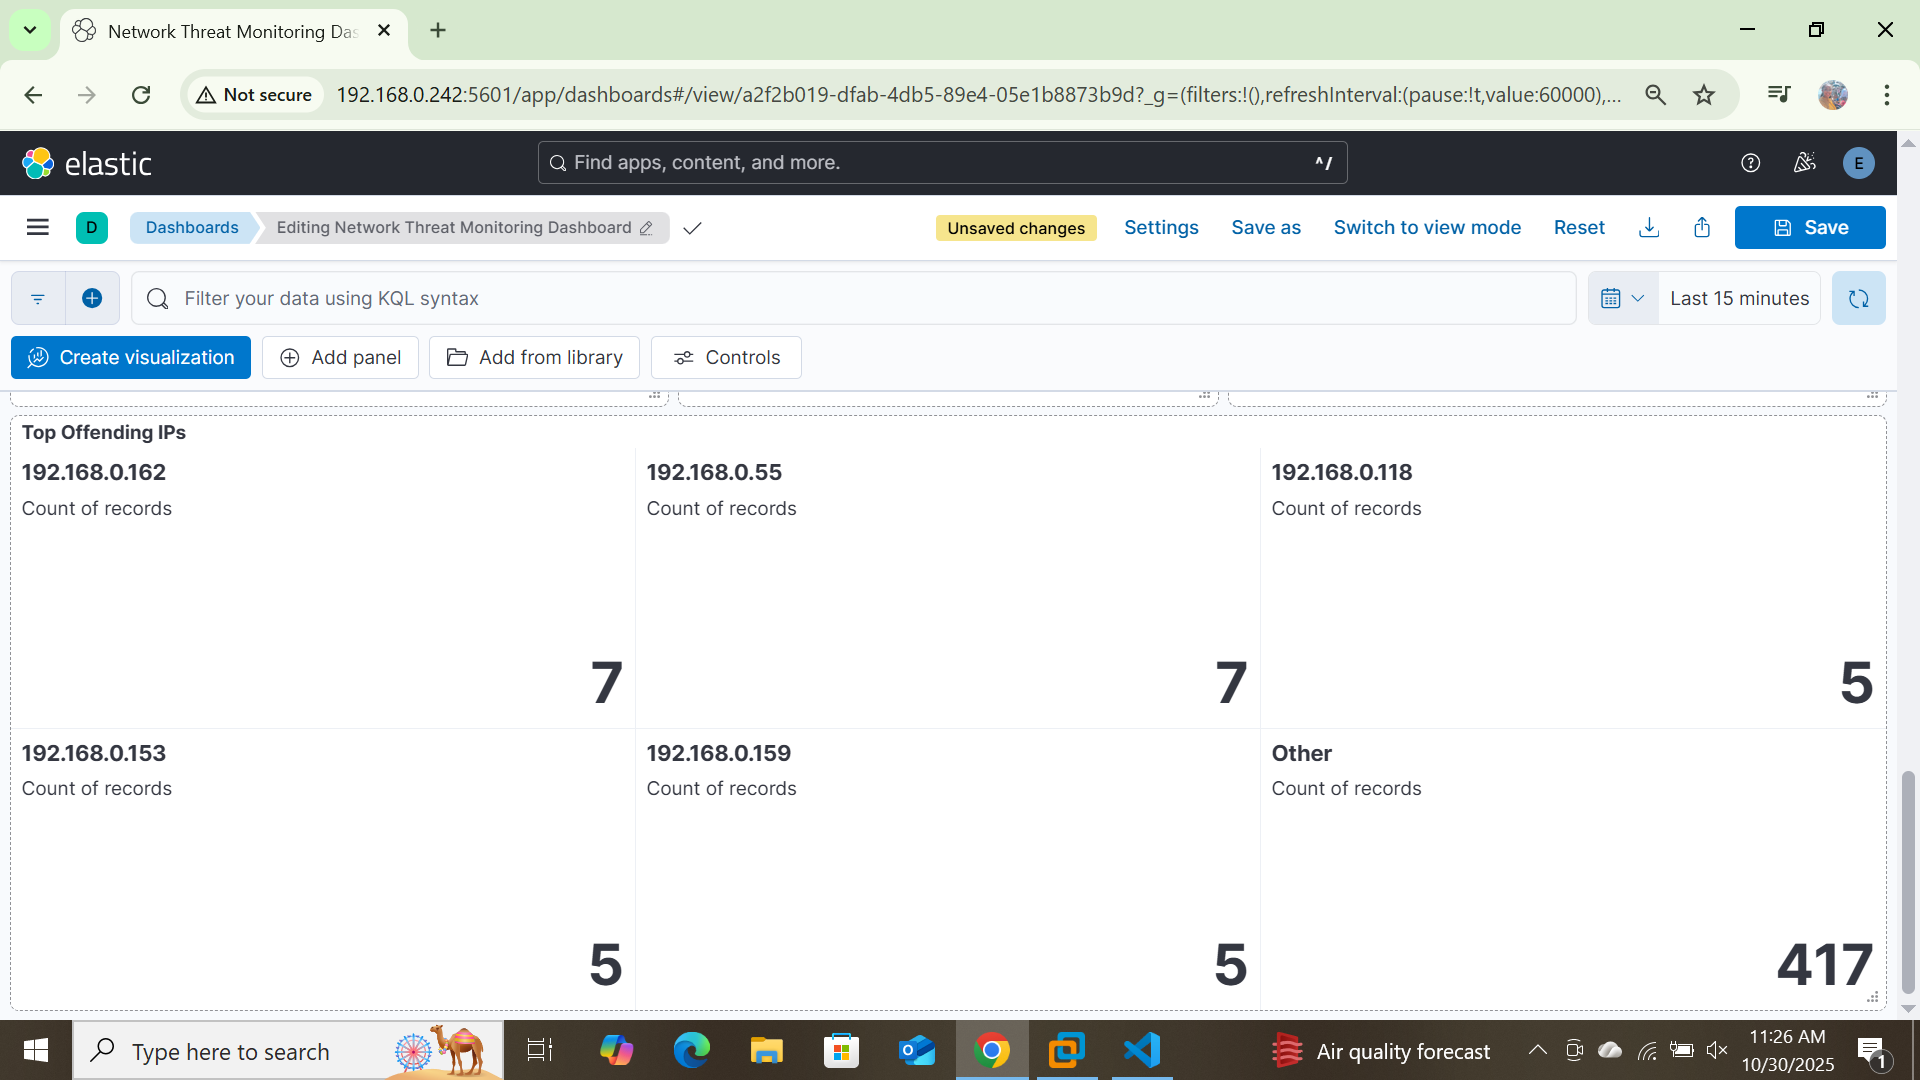 Network Threat Monitoring Das
Not secure
192.168.0.242:5601/app/dashboards#/view/a2f2b019-dfab-4db5-89e4-05e1b8873b9d?_g=(filters:!(),refreshInterval:(pause:!t,value:60000),...
elastic
Find apps, content, and more.
^/
E
D
Dashboards
Editing Network Threat Monitoring Dashboard
Unsaved changes
Settings
Save as
Switch to view mode
Reset
Save
Filter your data using KQL syntax
Last 15 minutes
Create visualization
Add panel
Add from library
Controls
Top Offending IPs
192.168.0.162
Count of records
7
192.168.0.55
Count of records
7
192.168.0.118
Count of records
5
192.168.0.153
Count of records
5
192.168.0.159
Count of records
5
Other
Count of records
417
Type here to search
Air quality forecast
11:26 AM
10/30/2025
1